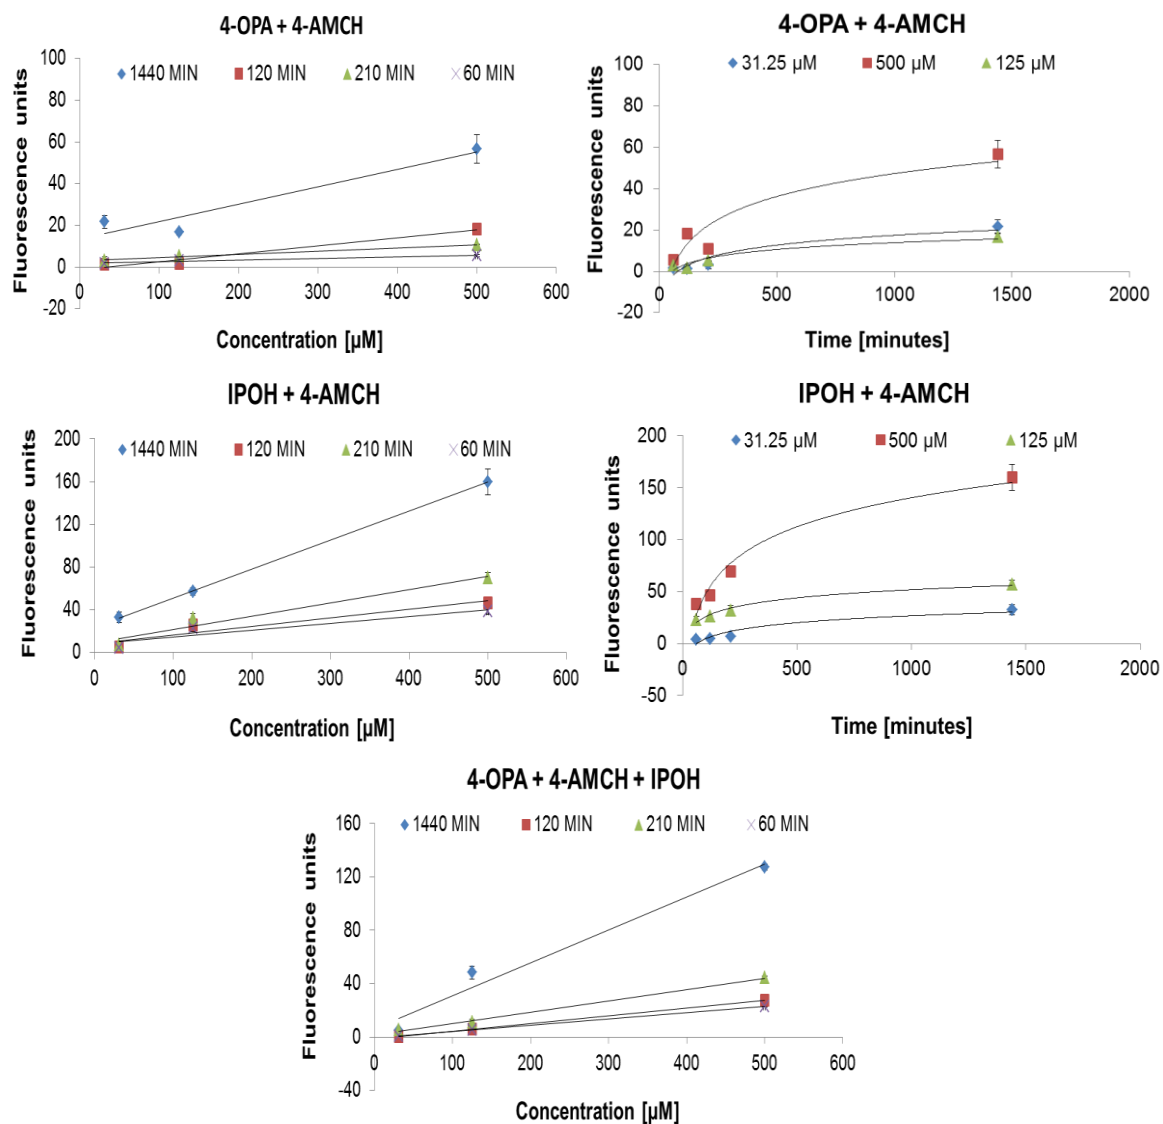 4-OPA + 4-AMCH
1440 MIN 120 MIN 210 MIN 60 MIN
Fluorescence units
100
80
60
40
20
0
-20
0 100 200 300 400 500 600
Concentration [µM]
4-OPA + 4-AMCH
31.25 µM 500 µM 125 µM
Fluorescence units
100
80
60
40
20
0
-20
0 500 1000 1500 2000
Time [minutes]
IPOH + 4-AMCH
1440 MIN 120 MIN 210 MIN 60 MIN
Fluorescence units
200
160
120
80
40
0
0 100 200 300 400 500 600
Concentration [µM]
IPOH + 4-AMCH
31.25 µM 500 µM 125 µM
Fluorescence units
200
150
100
50
0
-50
0 500 1000 1500 2000
Time [minutes]
4-OPA + 4-AMCH + IPOH
1440 MIN 120 MIN 210 MIN 60 MIN
Fluorescence units
160
120
80
40
0
-40
0 100 200 300 400 500 600
Concentration [µM]